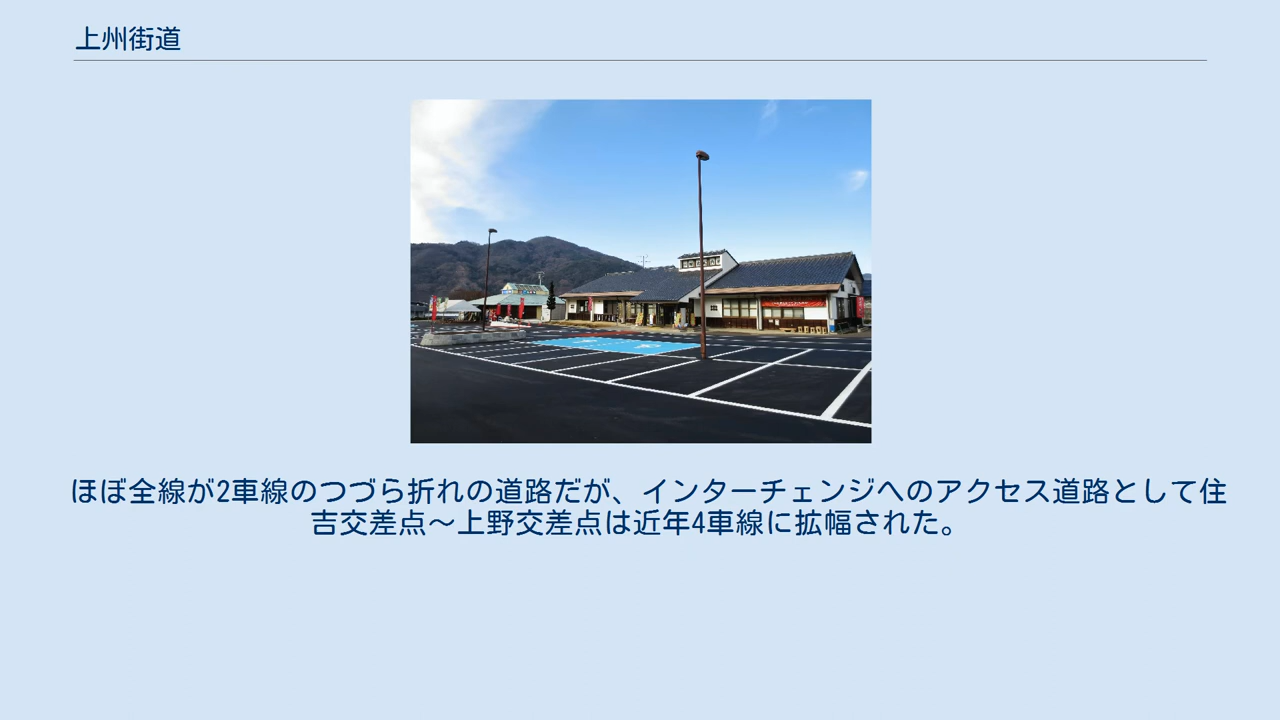 上州街道
ほぼ全線が2車線のつづら折れの道路だが、インターチェンジへのアクセス道路として住
吉交差点～上野交差点は近年4車線に拡幅された。